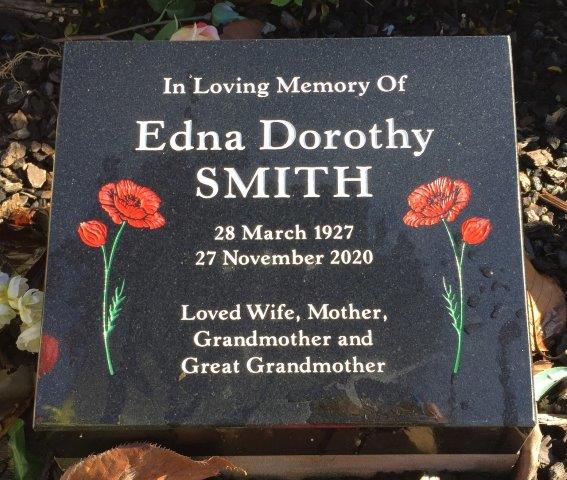 In Loving Memory Of
Edna Dorothy
SMITH
28 March 1927
27 November 2020
Loved Wife, Mother,
Grandmother and
Great Grandmother